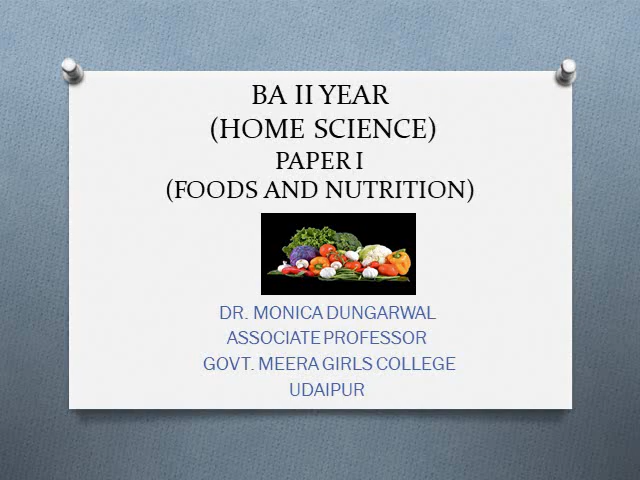 BA II YEAR
(HOME SCIENCE)
PAPER I
(FOODS AND NUTRITION)
DR. MONICA DUNGARWAL
ASSOCIATE PROFESSOR
GOVT. MEERA GIRLS COLLEGE
UDAIPUR